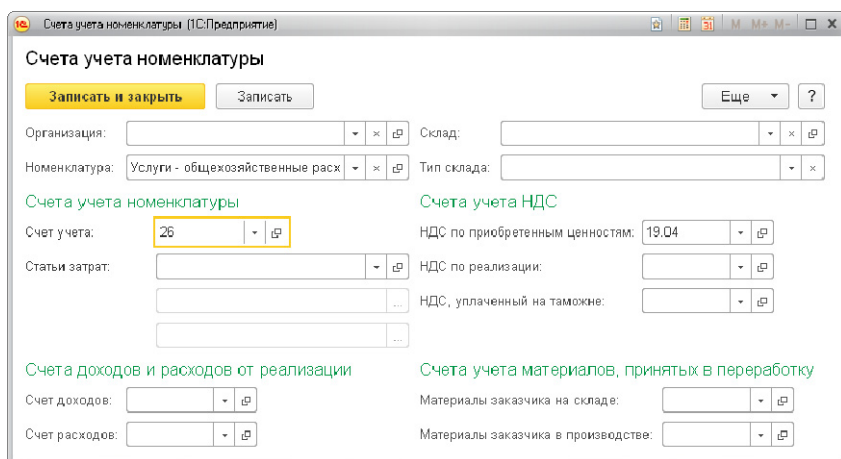 1С Счета учета номенклатуры (1С:Предприятие) 31 M M+ M-
Счета учета номенклатуры
Записать и закрыть Записать Еще ?
Организация: Склад:
Номенклатура: Услуги - общехозяйственные расх Тип склада:
Счета учета номенклатуры Счета учета НДС
Счет учета: 26 НДС по приобретенным ценностям: 19.04
Статьи затрат: НДС по реализации:
... НДС, уплаченный на таможне:
...
Счета доходов и расходов от реализации Счета учета материалов, принятых в переработку
Счет доходов: Материалы заказчика на складе:
Счет расходов: Материалы заказчика в производстве: